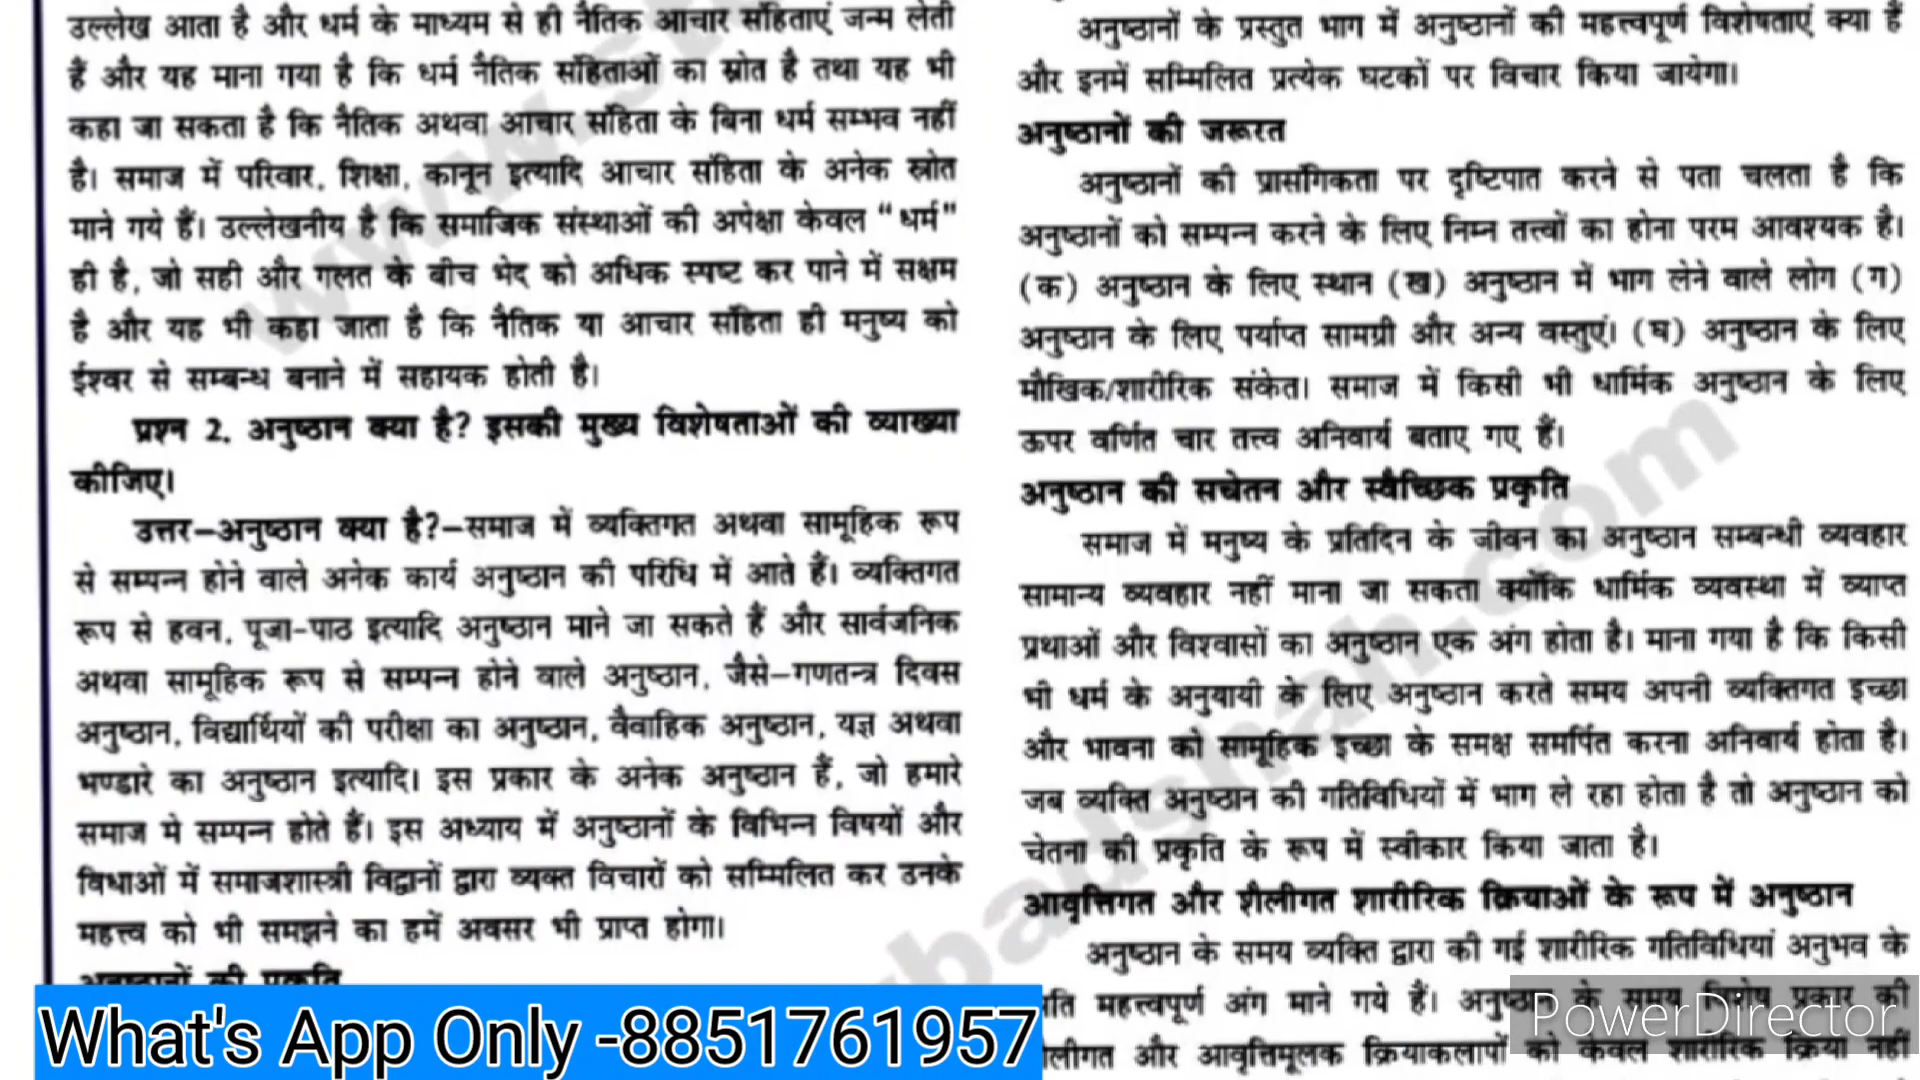 उल्लेख आता है और धर्म के माध्यम से ही नैतिक आचार संहिताएं जन्म लेती
हैं और यह माना गया है कि धर्म नैतिक संहिताओं का स्रोत है तथा यह भी
कहा जा सकता है कि नैतिक अथवा आचार संहिता के बिना धर्म सम्भव नहीं
है। समाज में परिवार, शिक्षा, कानून इत्यादि आचार संहिता के अनेक स्रोत
माने गये हैं। उल्लेखनीय है कि समाजिक संस्थाओं की अपेक्षा केवल “धर्म”
ही है, जो सही और गलत के बीच भेद को अधिक स्पष्ट कर पाने में सक्षम
है और यह भी कहा जाता है कि नैतिक या आचार संहिता ही मनुष्य को
ईश्वर से सम्बन्ध बनाने में सहायक होती है।
प्रश्न 2. अनुष्ठान क्या है? इसकी मुख्य विशेषताओं की व्याख्या
कीजिए।
उत्तर–अनुष्ठान क्या है?–समाज में व्यक्तिगत अथवा सामूहिक रूप
से सम्पन्न होने वाले अनेक कार्य अनुष्ठान की परिधि में आते हैं। व्यक्तिगत
रूप से हवन, पूजा-पाठ इत्यादि अनुष्ठान माने जा सकते हैं और सार्वजनिक
अथवा सामूहिक रूप से सम्पन्न होने वाले अनुष्ठान, जैसे–गणतन्त्र दिवस
अनुष्ठान, विद्यार्थियों की परीक्षा का अनुष्ठान, वैवाहिक अनुष्ठान, यज्ञ अथवा
भण्डारे का अनुष्ठान इत्यादि। इस प्रकार के अनेक अनुष्ठान हैं, जो हमारे
समाज मे सम्पन्न होते हैं। इस अध्याय में अनुष्ठानों के विभिन्न विषयों और
विधाओं में समाजशास्त्री विद्वानों द्वारा व्यक्त विचारों को सम्मिलित कर उनके
महत्त्व को भी समझने का हमें अवसर भी प्राप्त होगा।
अनुष्ठानों की प्रकृति
What's App Only -8851761957
अनुष्ठानों के प्रस्तुत भाग में अनुष्ठानों की महत्त्वपूर्ण विशेषताएं क्या हैं
और इनमें सम्मिलित प्रत्येक घटकों पर विचार किया जायेगा।
अनुष्ठानों की जरूरत
अनुष्ठानों की प्रासंगिकता पर दृष्टिपात करने से पता चलता है कि
अनुष्ठानों को सम्पन्न करने के लिए निम्न तत्त्वों का होना परम आवश्यक है।
(क) अनुष्ठान के लिए स्थान (ख) अनुष्ठान में भाग लेने वाले लोग (ग)
अनुष्ठान के लिए पर्याप्त सामग्री और अन्य वस्तुएं। (घ) अनुष्ठान के लिए
मौखिक/शारीरिक संकेत। समाज में किसी भी धार्मिक अनुष्ठान के लिए
ऊपर वर्णित चार तत्त्व अनिवार्य बताए गए हैं।
अनुष्ठान की सचेतन और स्वैच्छिक प्रकृति
समाज में मनुष्य के प्रतिदिन के जीवन का अनुष्ठान सम्बन्धी व्यवहार
सामान्य व्यवहार नहीं माना जा सकता क्योंकि धार्मिक व्यवस्था में व्याप्त
प्रथाओं और विश्वासों का अनुष्ठान एक अंग होता है। माना गया है कि किसी
भी धर्म के अनुयायी के लिए अनुष्ठान करते समय अपनी व्यक्तिगत इच्छा
और भावना को सामूहिक इच्छा के समक्ष समर्पित करना अनिवार्य होता है।
जब व्यक्ति अनुष्ठान की गतिविधियों में भाग ले रहा होता है तो अनुष्ठान को
चेतना की प्रकृति के रूप में स्वीकार किया जाता है।
आवृत्तिगत और शैलीगत शारीरिक क्रियाओं के रूप में अनुष्ठान
अनुष्ठान के समय व्यक्ति द्वारा की गई शारीरिक गतिविधियां अनुभव के
महत्त्वपूर्ण अंग माने गये हैं। अनुष्ठान के समय विशेष प्रकार की
और आवृत्तिमूलक क्रियाकलापों को केवल शारीरिक क्रिया नहीं
PowerDirector